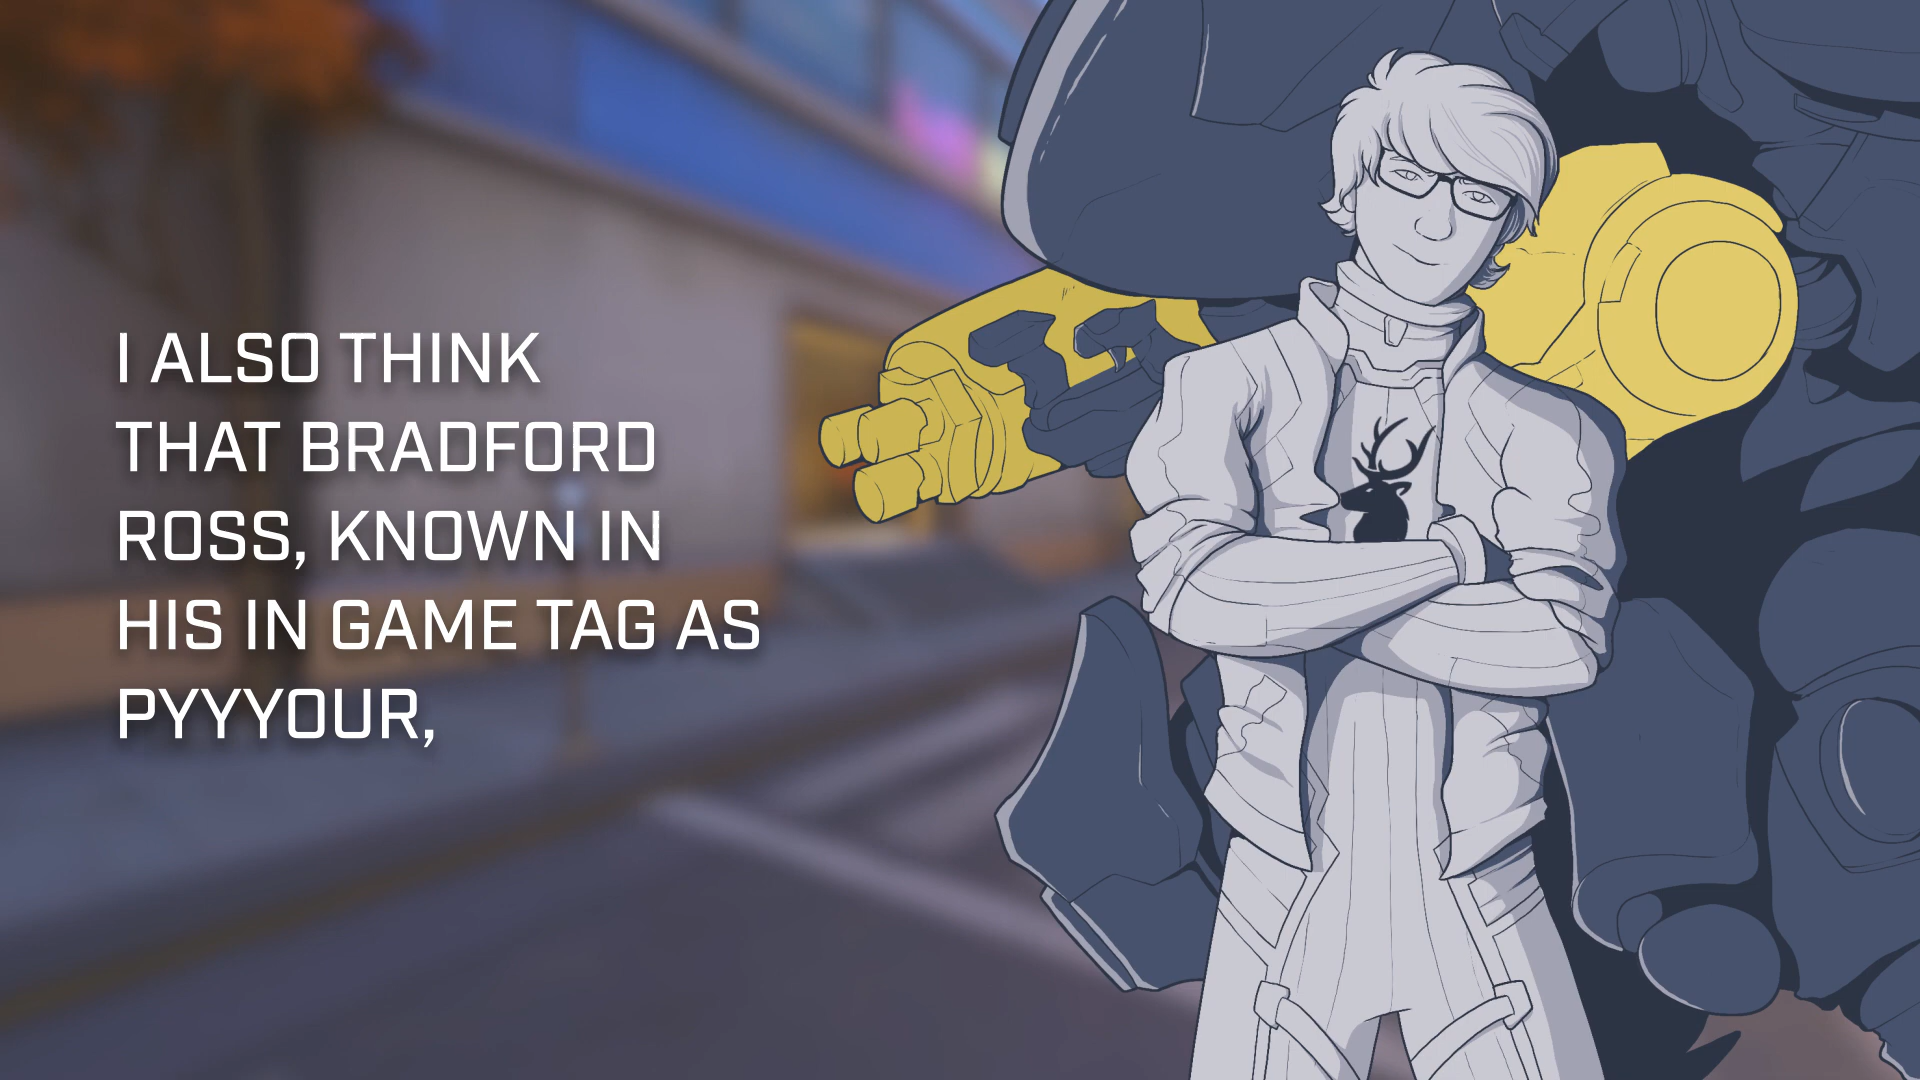 I ALSO THINK
THAT BRADFORD
ROSS, KNOWN IN
HIS IN GAME TAG AS
PYYYOUR,